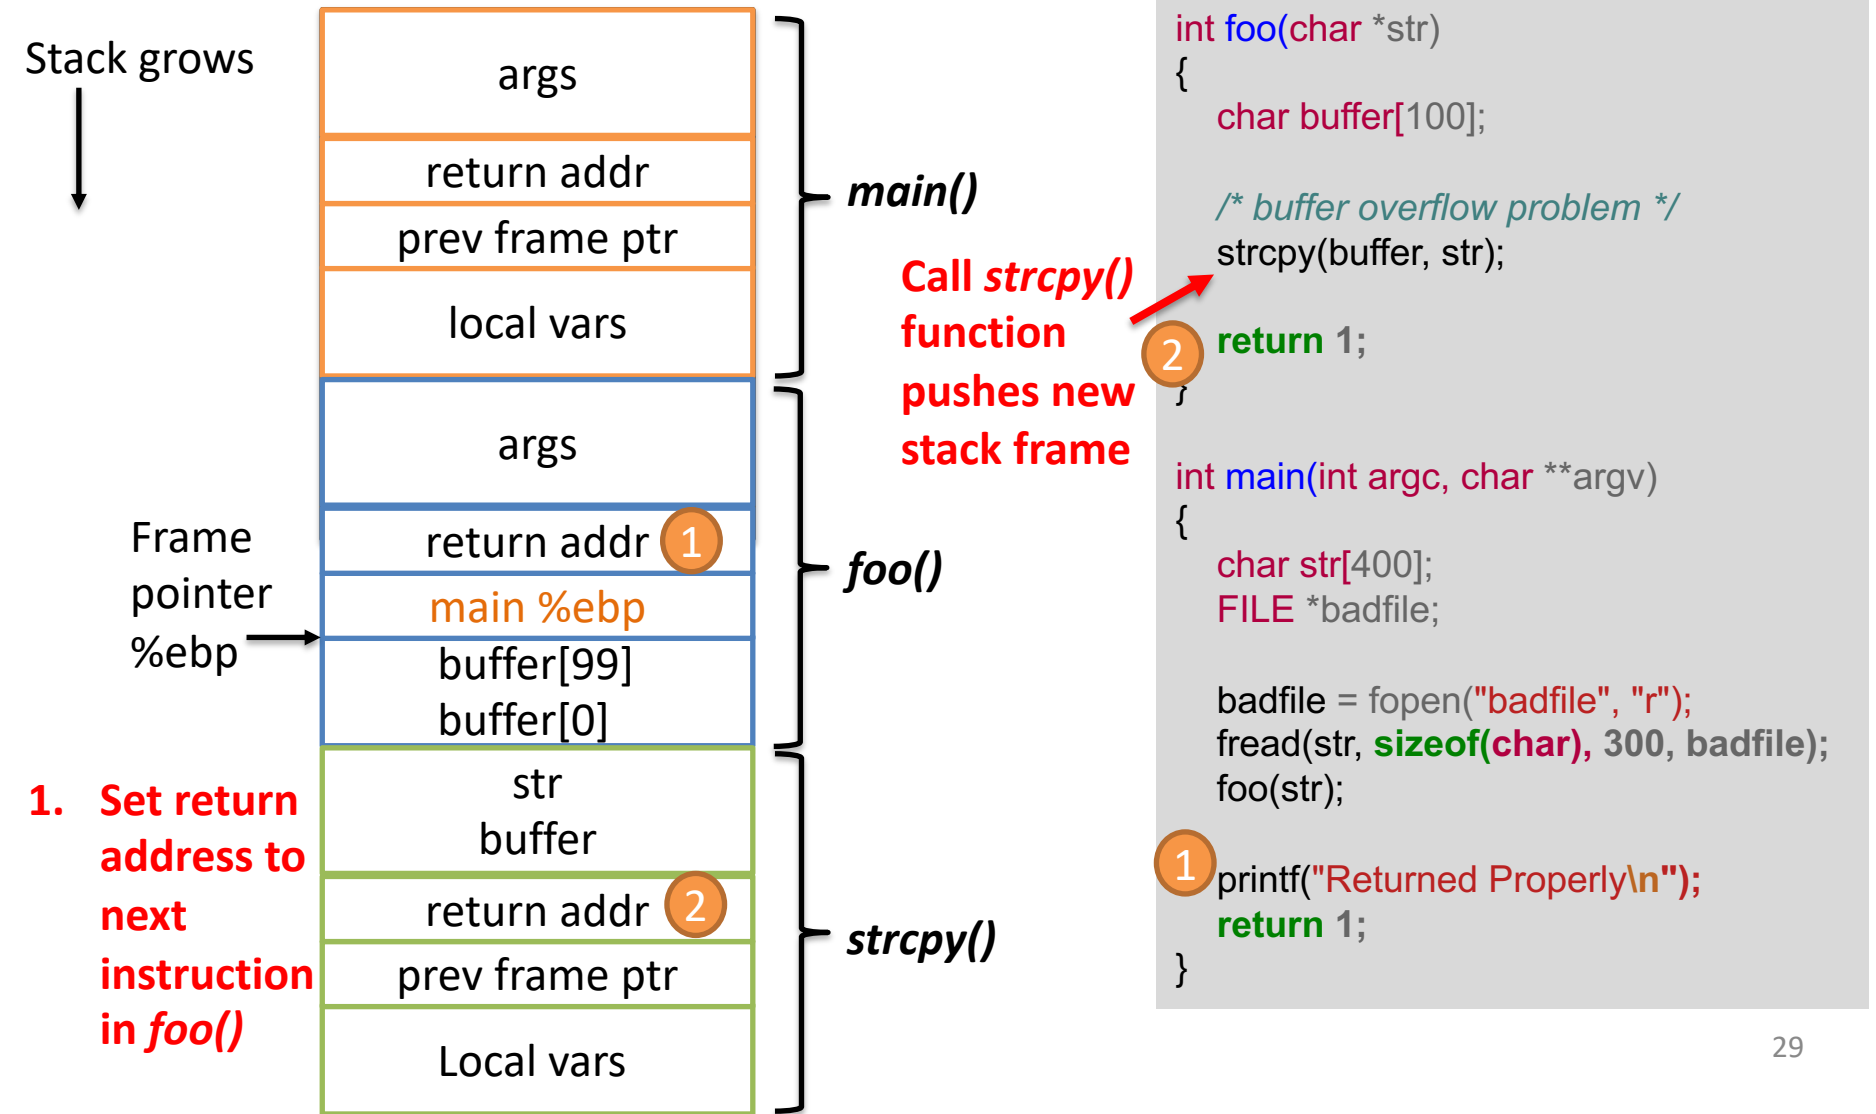 Stack grows
args
return addr
prev frame ptr
local vars
main()
args
return addr 1
main %ebp
buffer[99]
buffer[0]
foo()
Frame
pointer
%ebp
str
buffer
return addr 2
prev frame ptr
Local vars
strcpy()
1. Set return
address to
next
instruction
in foo()
Call strcpy()
function
pushes new
stack frame
int foo(char *str)
{
char buffer[100];
/* buffer overflow problem */
strcpy(buffer, str);
2 return 1;
}
int main(int argc, char **argv)
{
char str[400];
FILE *badfile;
badfile = fopen("badfile", "r");
fread(str, sizeof(char), 300, badfile);
foo(str);
1 printf("Returned Properly\n");
return 1;
}
29